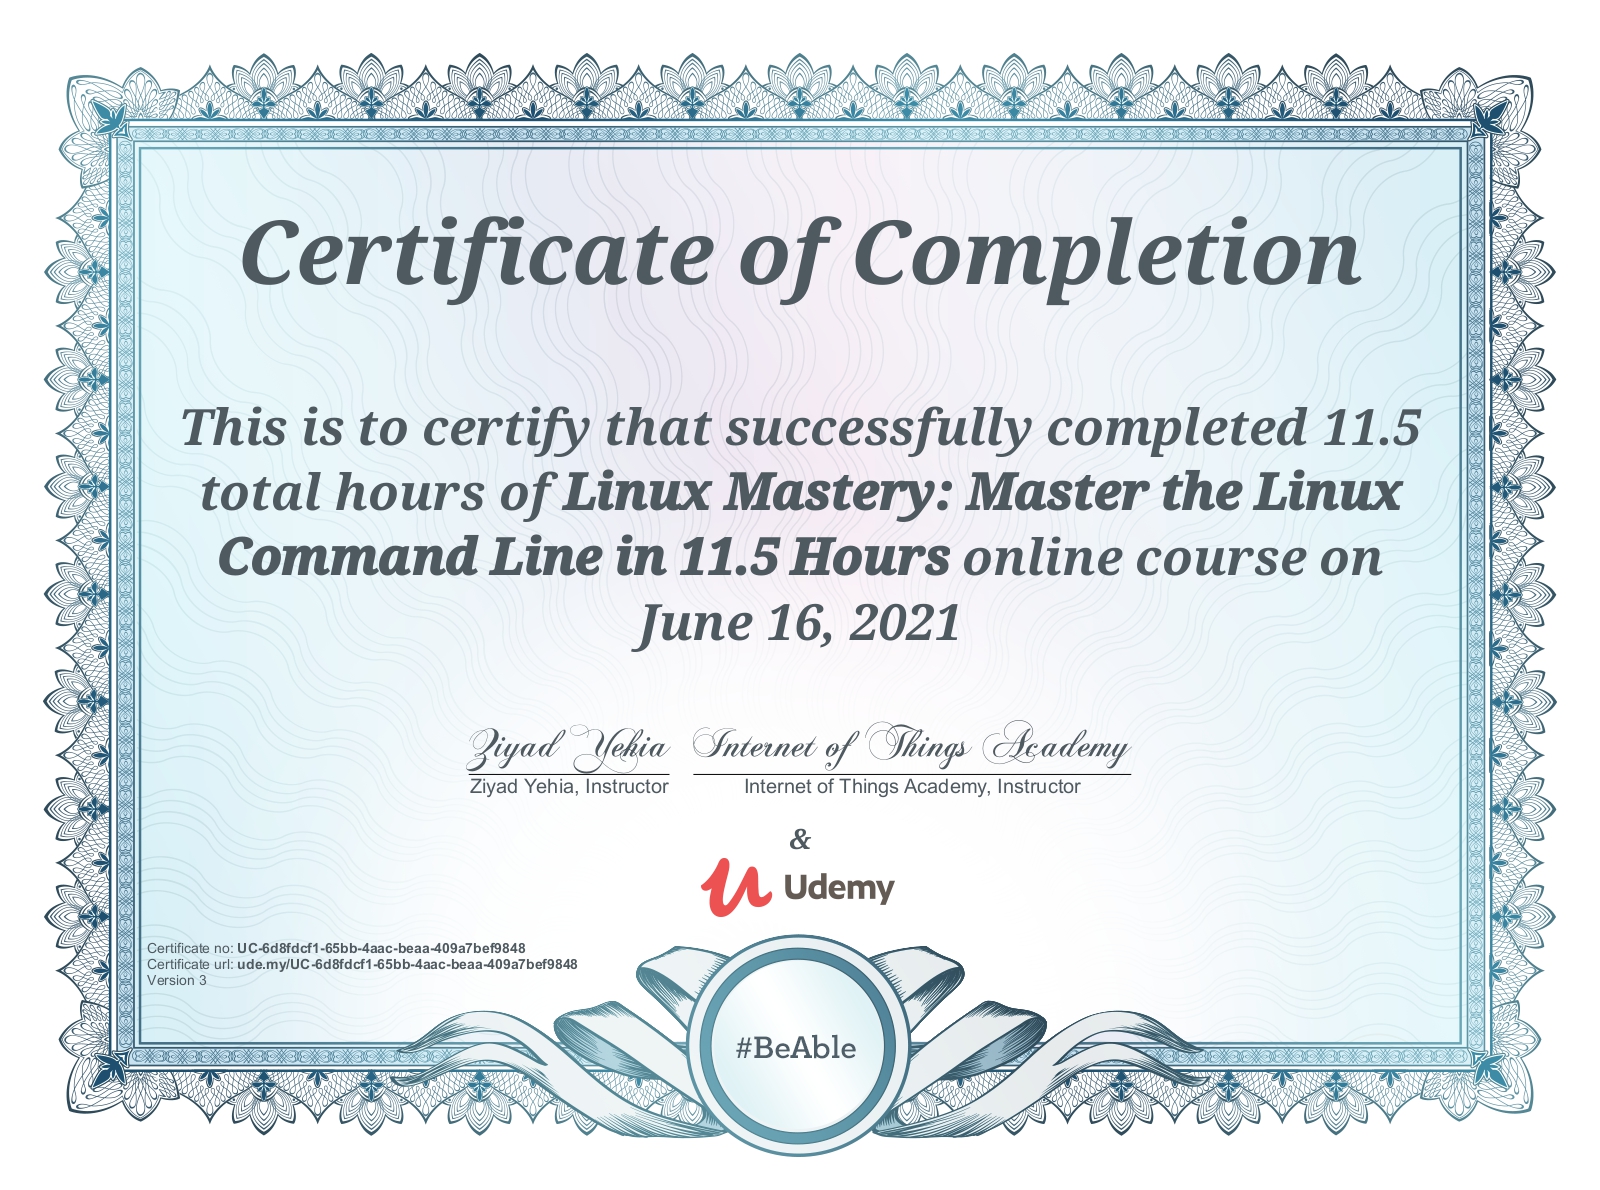 Certificate of Completion
This is to certify that successfully completed 11.5
total hours of Linux Mastery: Master the Linux
Command Line in 11.5 Hours online course on
June 16, 2021
Ziyad Yehia Internet of Things Academy
Ziyad Yehia, Instructor Internet of Things Academy, Instructor
&
Udemy
Certificate no: UC-6d8fdcf1-65bb-4aac-beaa-409a7bef9848
Certificate url: ude.my/UC-6d8fdcf1-65bb-4aac-beaa-409a7bef9848
Version 3
#BeAble